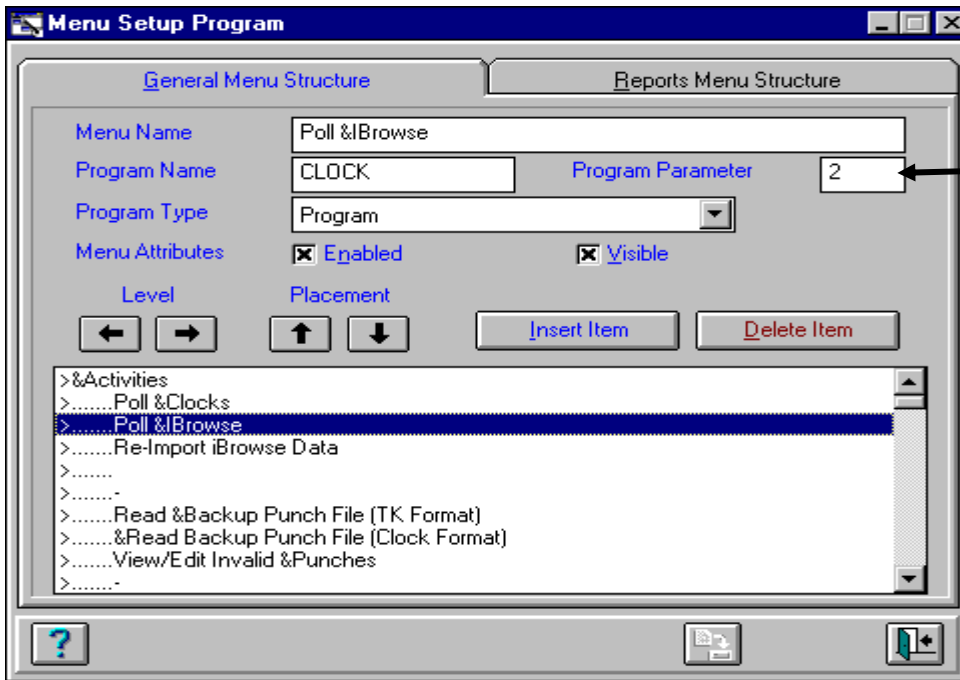 Menu Setup Program
General Menu Structure Reports Menu Structure
Menu Name Poll &IBrowse
Program Name CLOCK Program Parameter 2
Program Type Program
Menu Attributes Enabled Visible
Level Placement
Insert Item Delete Item
>&Activities
>.......Poll &Clocks
>.......Poll &IBrowse
>.......Re-Import iBrowse Data
>.......
>.......-
>.......Read &Backup Punch File (TK Format)
>.......&Read Backup Punch File (Clock Format)
>.......View/Edit Invalid &Punches
>.......-
?